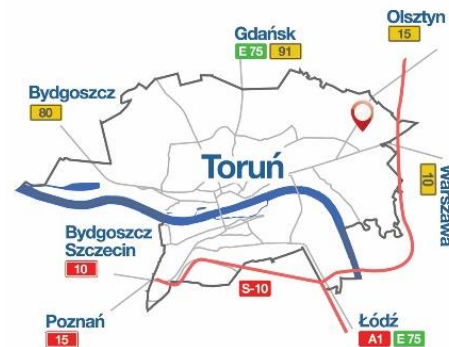 Olsztyn
15
Gdańsk
E 75 91
Bydgoszcz
80
Toruń
10
Warszawa
Bydgoszcz
Szczecin
10
S-10
Poznań
15
Łódź
A1 E 75